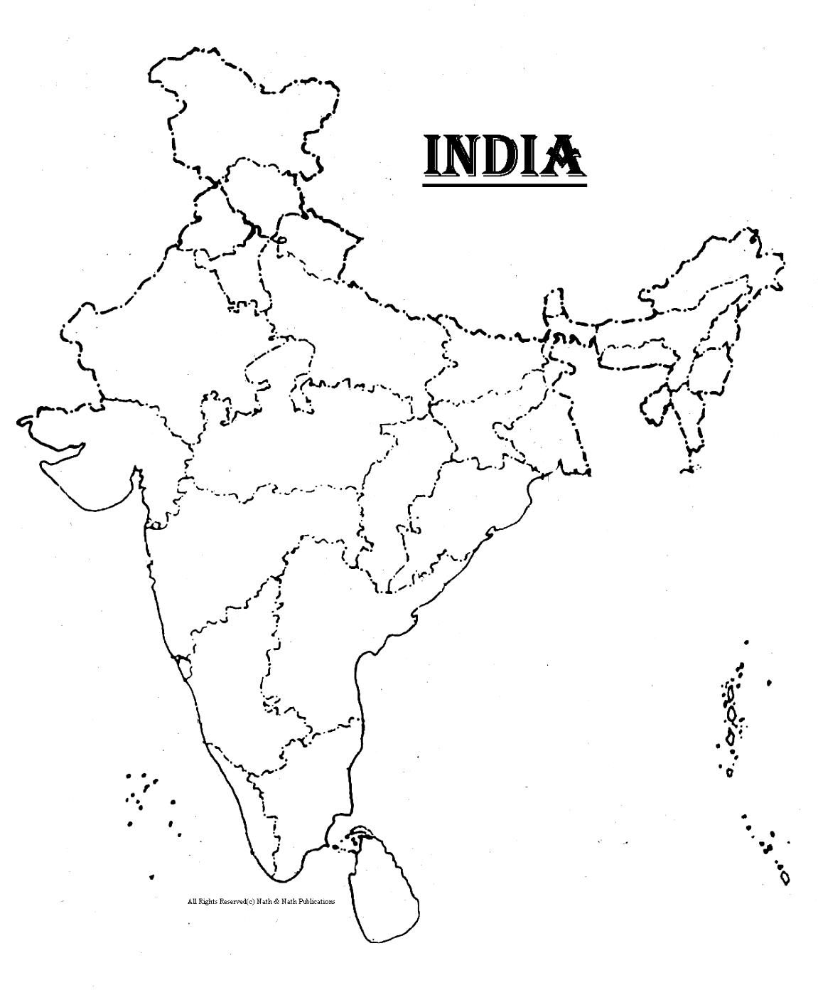 INDIA
All Rights Reserved(c) Nath & Nath Publications